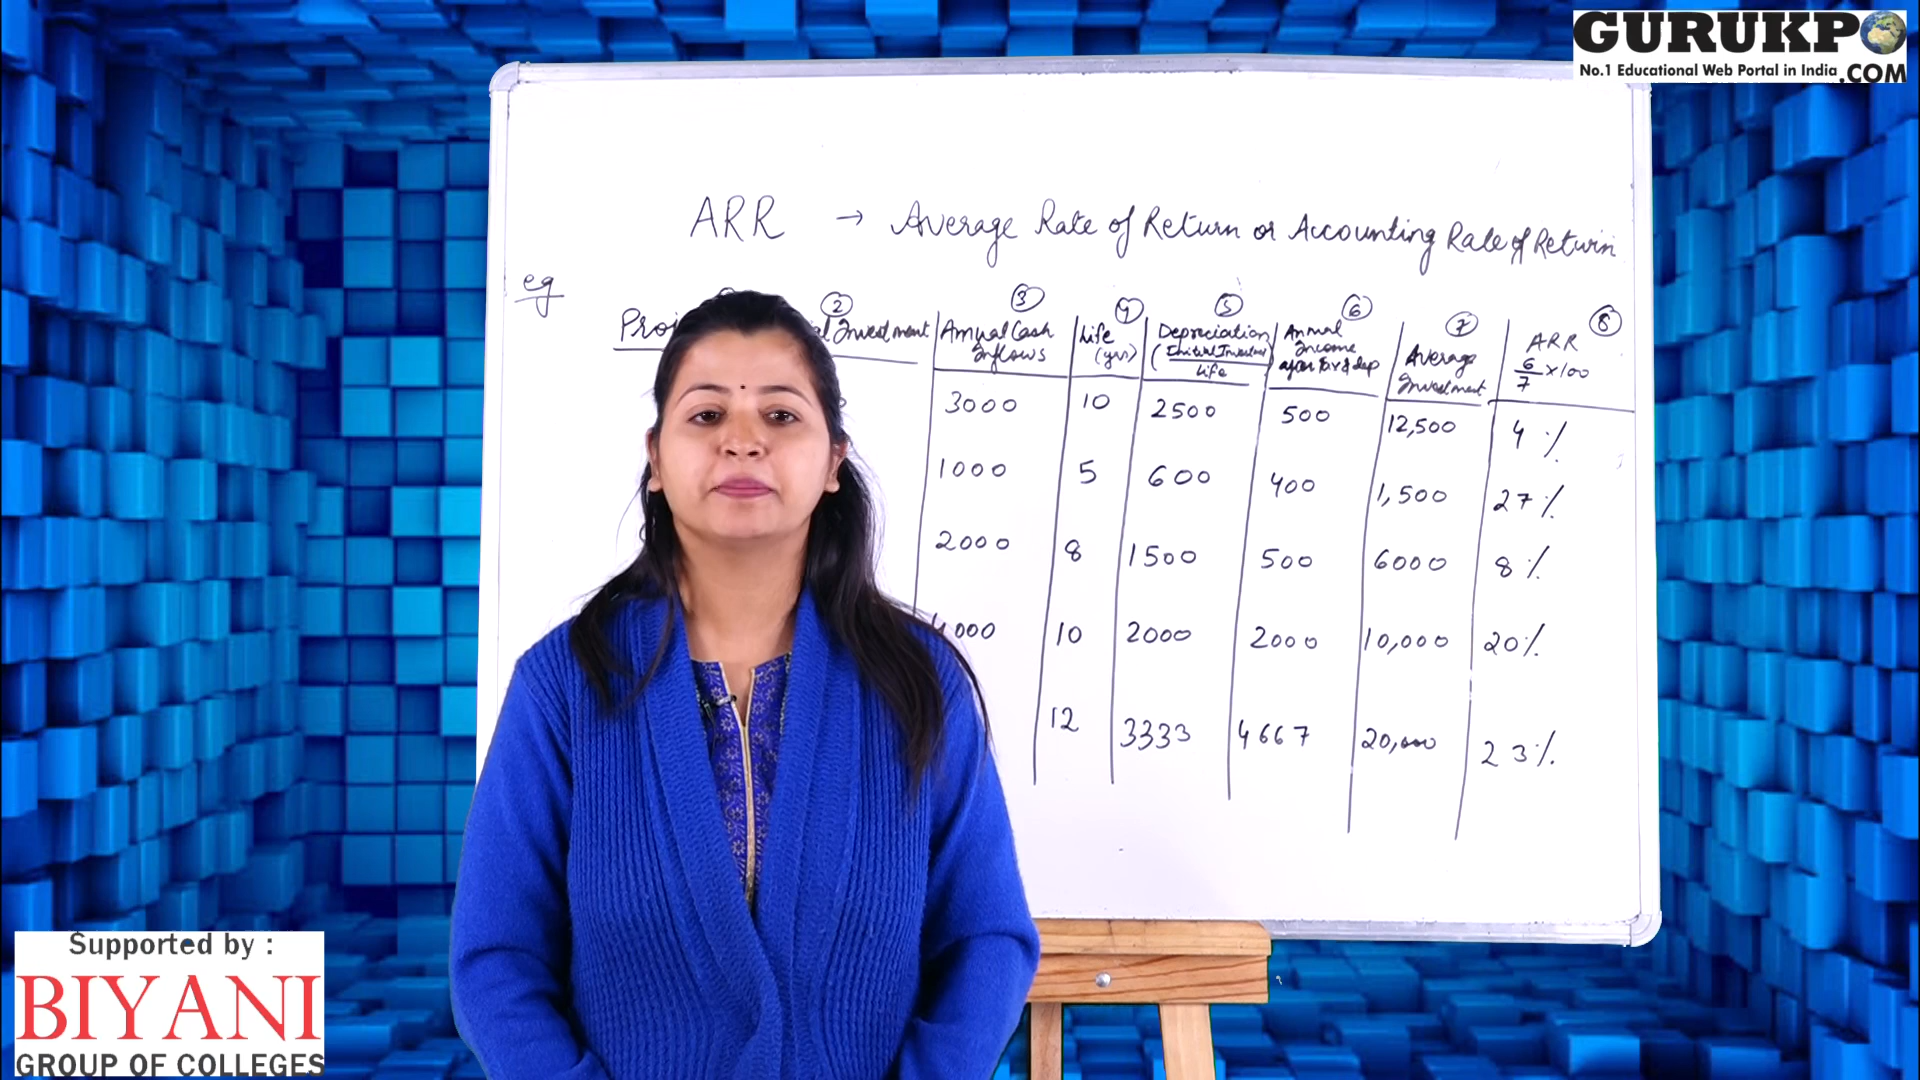 GURUKPO
No.1 Educational Web Portal in India .COM
ARR → Average Rate of Return or Accounting Rate of Return
eg
② ③ ④ ⑤ ⑥ ⑦ ⑧
Investment
Annual Cash Inflows
Life (yrs)
Depreciation (Initial Investment / Life
Annual Income after tax & dep
Average Investment
ARR 6/7 x100
3000 10 2500 500 12,500 4 %
1000 5 600 400 1,500 27 %
2000 8 1500 500 6000 8 %
4000 10 2000 2000 10,000 20 %
12 3333 4667 20,000 23 %
Supported by :
BIYANI
GROUP OF COLLEGES